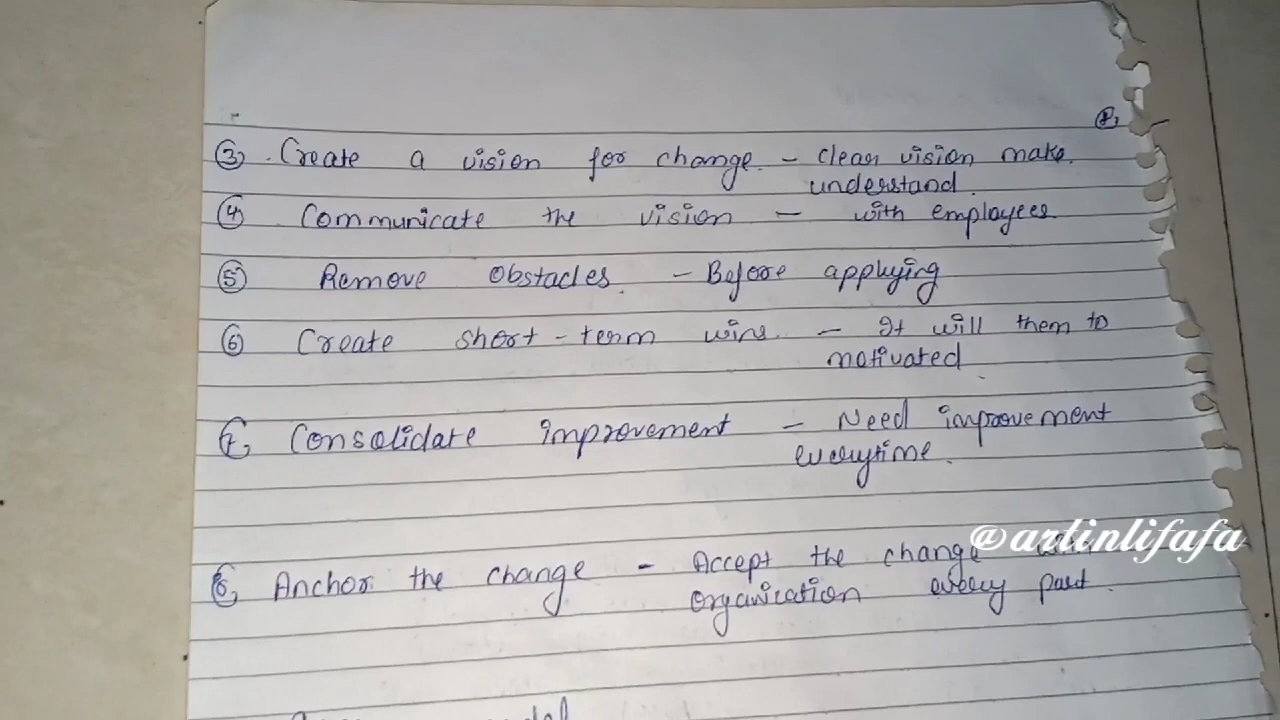 8,
③. Create a vision for change. - clear vision make.
understand.
④ Communicate the vision - with employees
⑤ Remove obstacles. - Before applying
⑥ Create short-term wins. - It will them to
motivated
7, Consolidate improvement - Need improvement
everytime.
@artinlifafa
8, Anchor the change - Accept the change
organication every part.